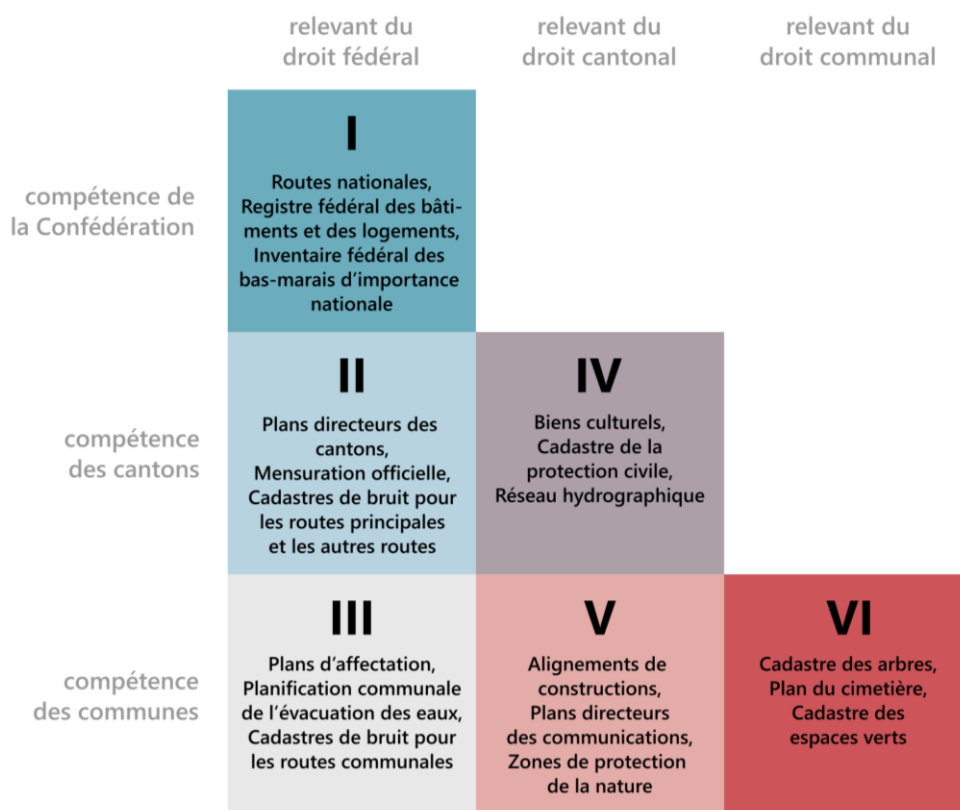 relevant du
droit fédéral
relevant du
droit cantonal
relevant du
droit communal
compétence de
la Confédération
I
Routes nationales,
Registre fédéral des bâti-
ments et des logements,
Inventaire fédéral des
bas-marais d'importance
nationale
compétence
des cantons
II
Plans directeurs des
cantons,
Mensuration officielle,
Cadastres de bruit pour
les routes principales
et les autres routes
IV
Biens culturels,
Cadastre de la
protection civile,
Réseau hydrographique
compétence
des communes
III
Plans d'affectation,
Planification communale
de l'évacuation des eaux,
Cadastres de bruit pour
les routes communales
V
Alignements de
constructions,
Plans directeurs
des communications,
Zones de protection
de la nature
VI
Cadastre des arbres,
Plan du cimetière,
Cadastre des
espaces verts